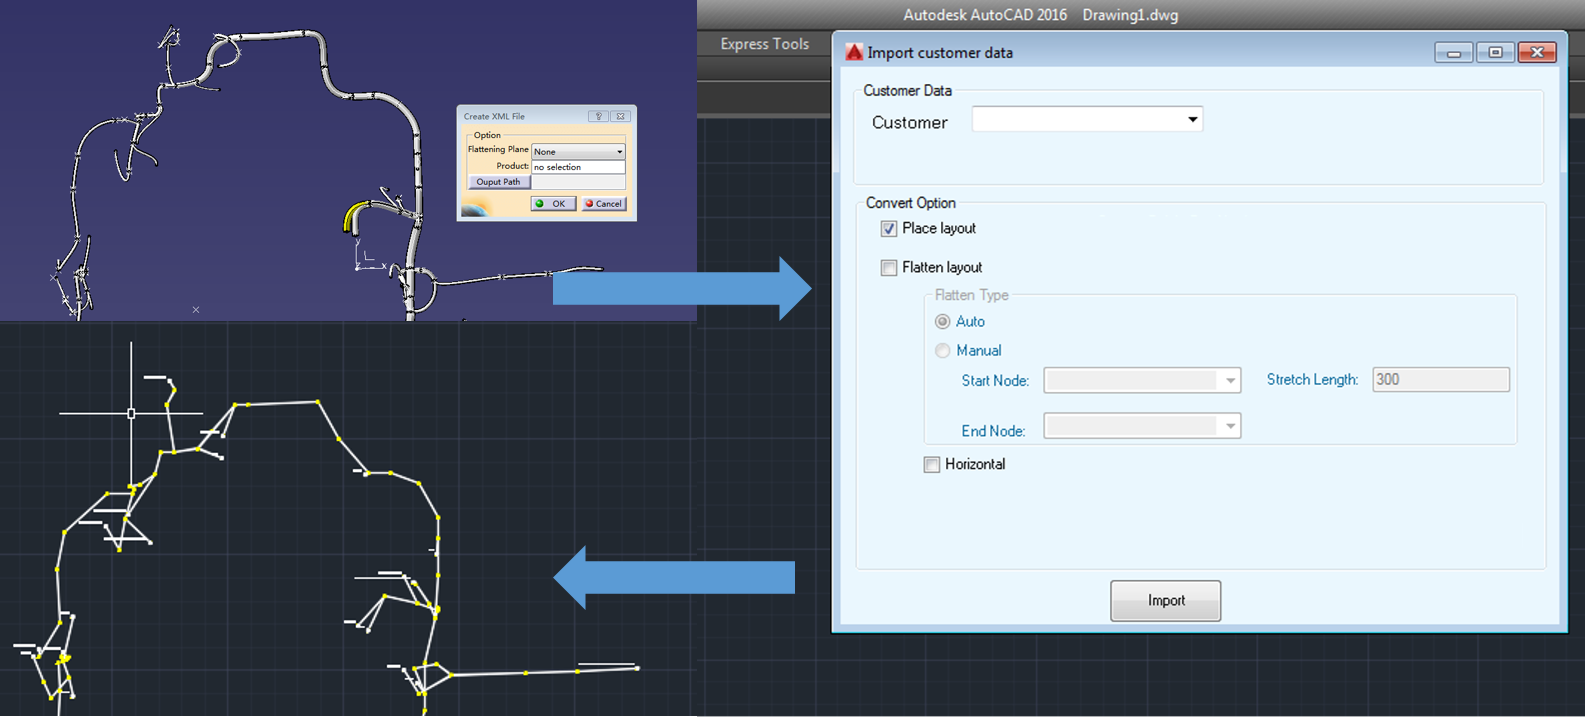 Autodesk AutoCAD 2016 Drawing1.dwg
Express Tools
Create XML File
?
Option
Flattening Plane None
Product: no selection
Ouput Path
OK Cancel
y
z x
Import customer data
Customer Data
Customer
Convert Option
Place layout
Flatten layout
Flatten Type
Auto
Manual
Start Node: Stretch Length: 300
End Node:
Horizontal
Import